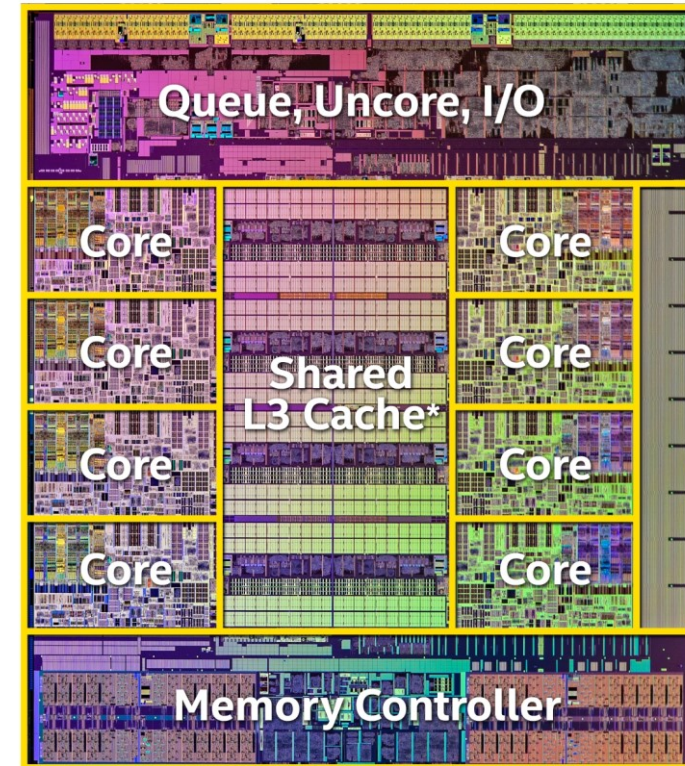 Queue, Uncore, I/O
Core
Core
Core
Core
Shared
L3 Cache*
Core
Core
Core
Core
Memory Controller